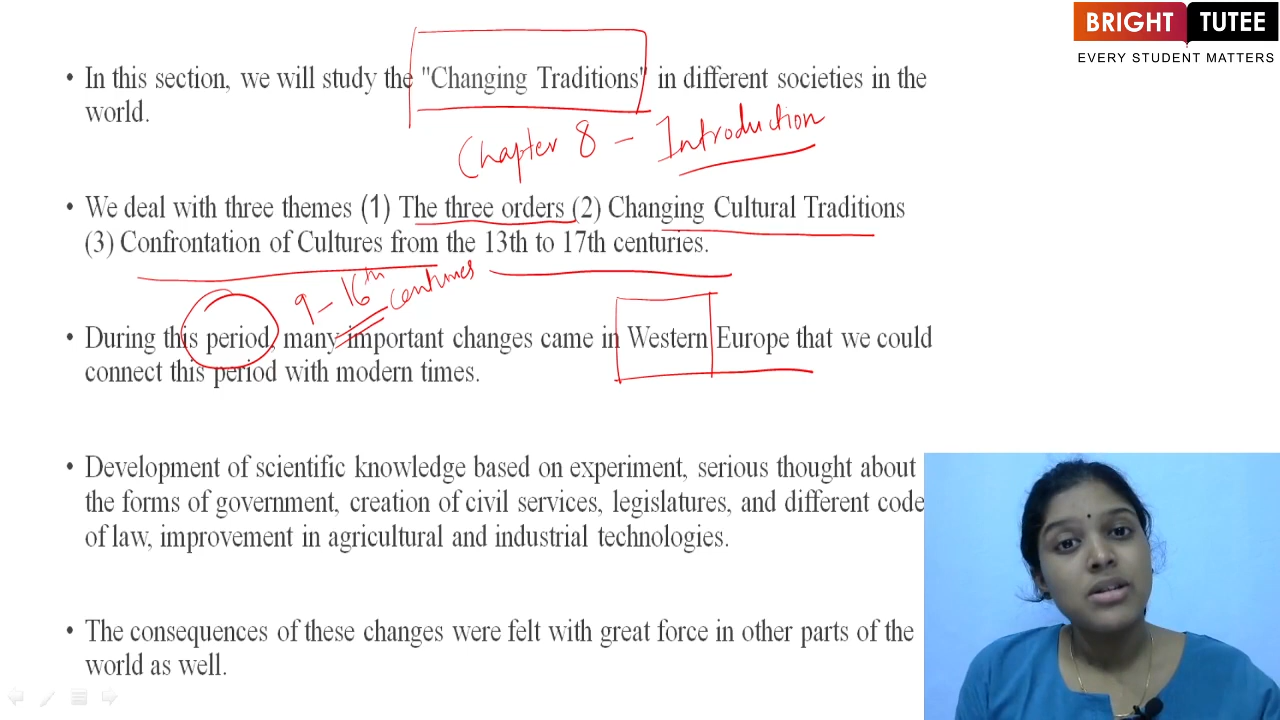 BRIGHT TUTEE
EVERY STUDENT MATTERS
• In this section, we will study the "Changing Traditions" in different societies in the
world.
Chapter 8 - Introduction
• We deal with three themes (1) The three orders (2) Changing Cultural Traditions
(3) Confrontation of Cultures from the 13th to 17th centuries.
9 - 16th centuries
• During this period, many important changes came in Western Europe that we could
connect this period with modern times.
• Development of scientific knowledge based on experiment, serious thought about
the forms of government, creation of civil services, legislatures, and different code
of law, improvement in agricultural and industrial technologies.
• The consequences of these changes were felt with great force in other parts of the
world as well.